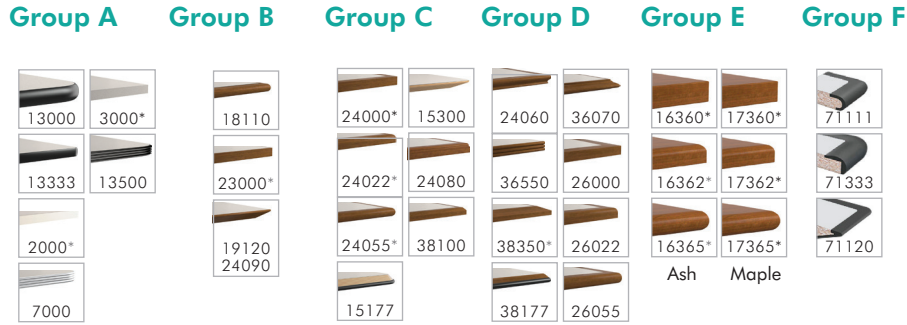 Group A Group B Group C Group D Group E Group F
13000 3000* 18110 24000* 15300 24060 36070 16360* 17360* 71111
13333 13500 23000* 24022* 24080 36550 26000 16362* 17362* 71333
2000* 19120 24055* 38100 38350* 26022 16365* 17365* 71120
24090
Ash Maple
7000 15177 38177 26055